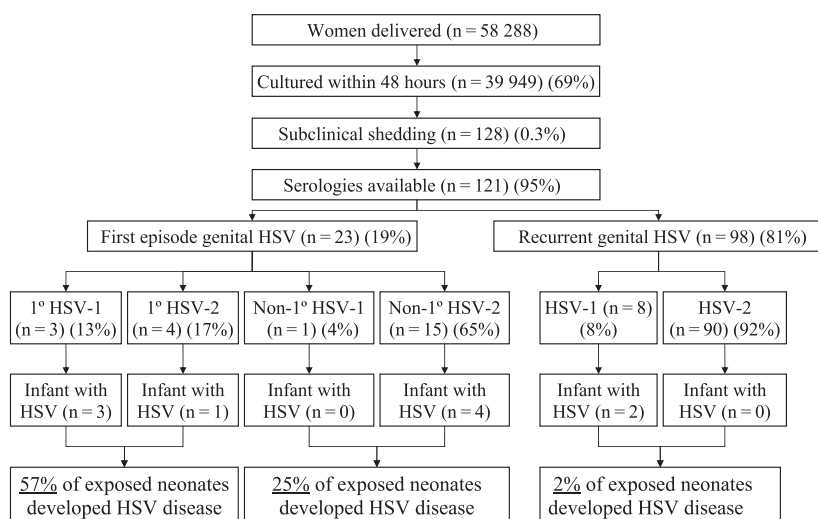 Women delivered (n = 58 288)
Cultured within 48 hours (n = 39 949) (69%)
Subclinical shedding (n = 128) (0.3%)
Serologies available (n = 121) (95%)
First episode genital HSV (n = 23) (19%)
Recurrent genital HSV (n = 98) (81%)
1º HSV-1
(n = 3) (13%)
1º HSV-2
(n = 4) (17%)
Non-1º HSV-1
(n = 1) (4%)
Non-1º HSV-2
(n = 15) (65%)
HSV-1 (n = 8)
(8%)
HSV-2
(n = 90) (92%)
Infant with
HSV (n = 3)
Infant with
HSV (n = 1)
Infant with
HSV (n = 0)
Infant with
HSV (n = 4)
Infant with
HSV (n = 2)
Infant with
HSV (n = 0)
57% of exposed neonates
developed HSV disease
25% of exposed neonates
developed HSV disease
2% of exposed neonates
developed HSV disease